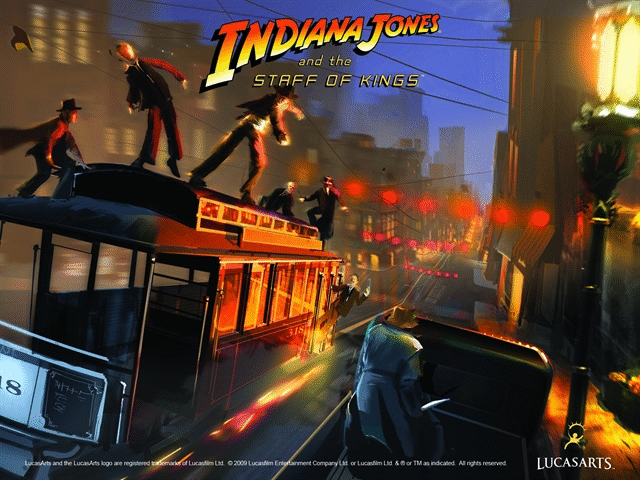 INDIANA JONES
and the
STAFF OF KINGS
18
LucasArts and the LucasArts logo are registered trademarks of Lucasfilm Ltd. © 2009 Lucasfilm Entertainment Company Ltd. or Lucasfilm Ltd. & ® or TM as indicated. All rights reserved.
LUCASARTS